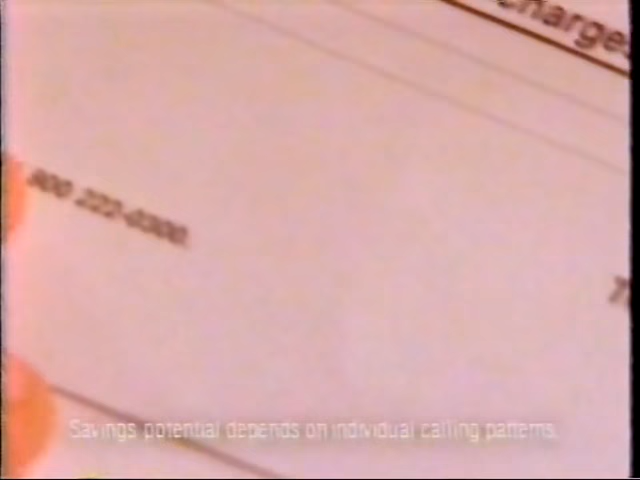 Charges
800 222-0300
Savings potential depends on individual calling patterns.